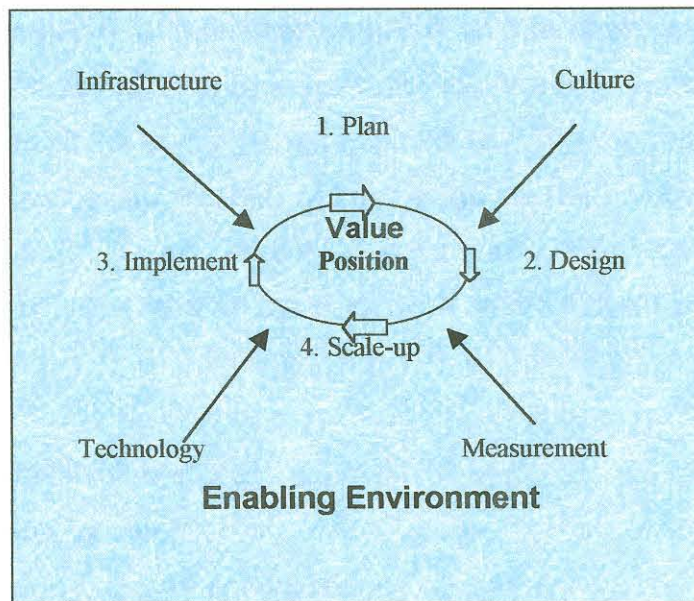 Infrastructure
Culture
1. Plan
Value
Position
3. Implement
2. Design
4. Scale-up
Technology
Measurement
Enabling Environment